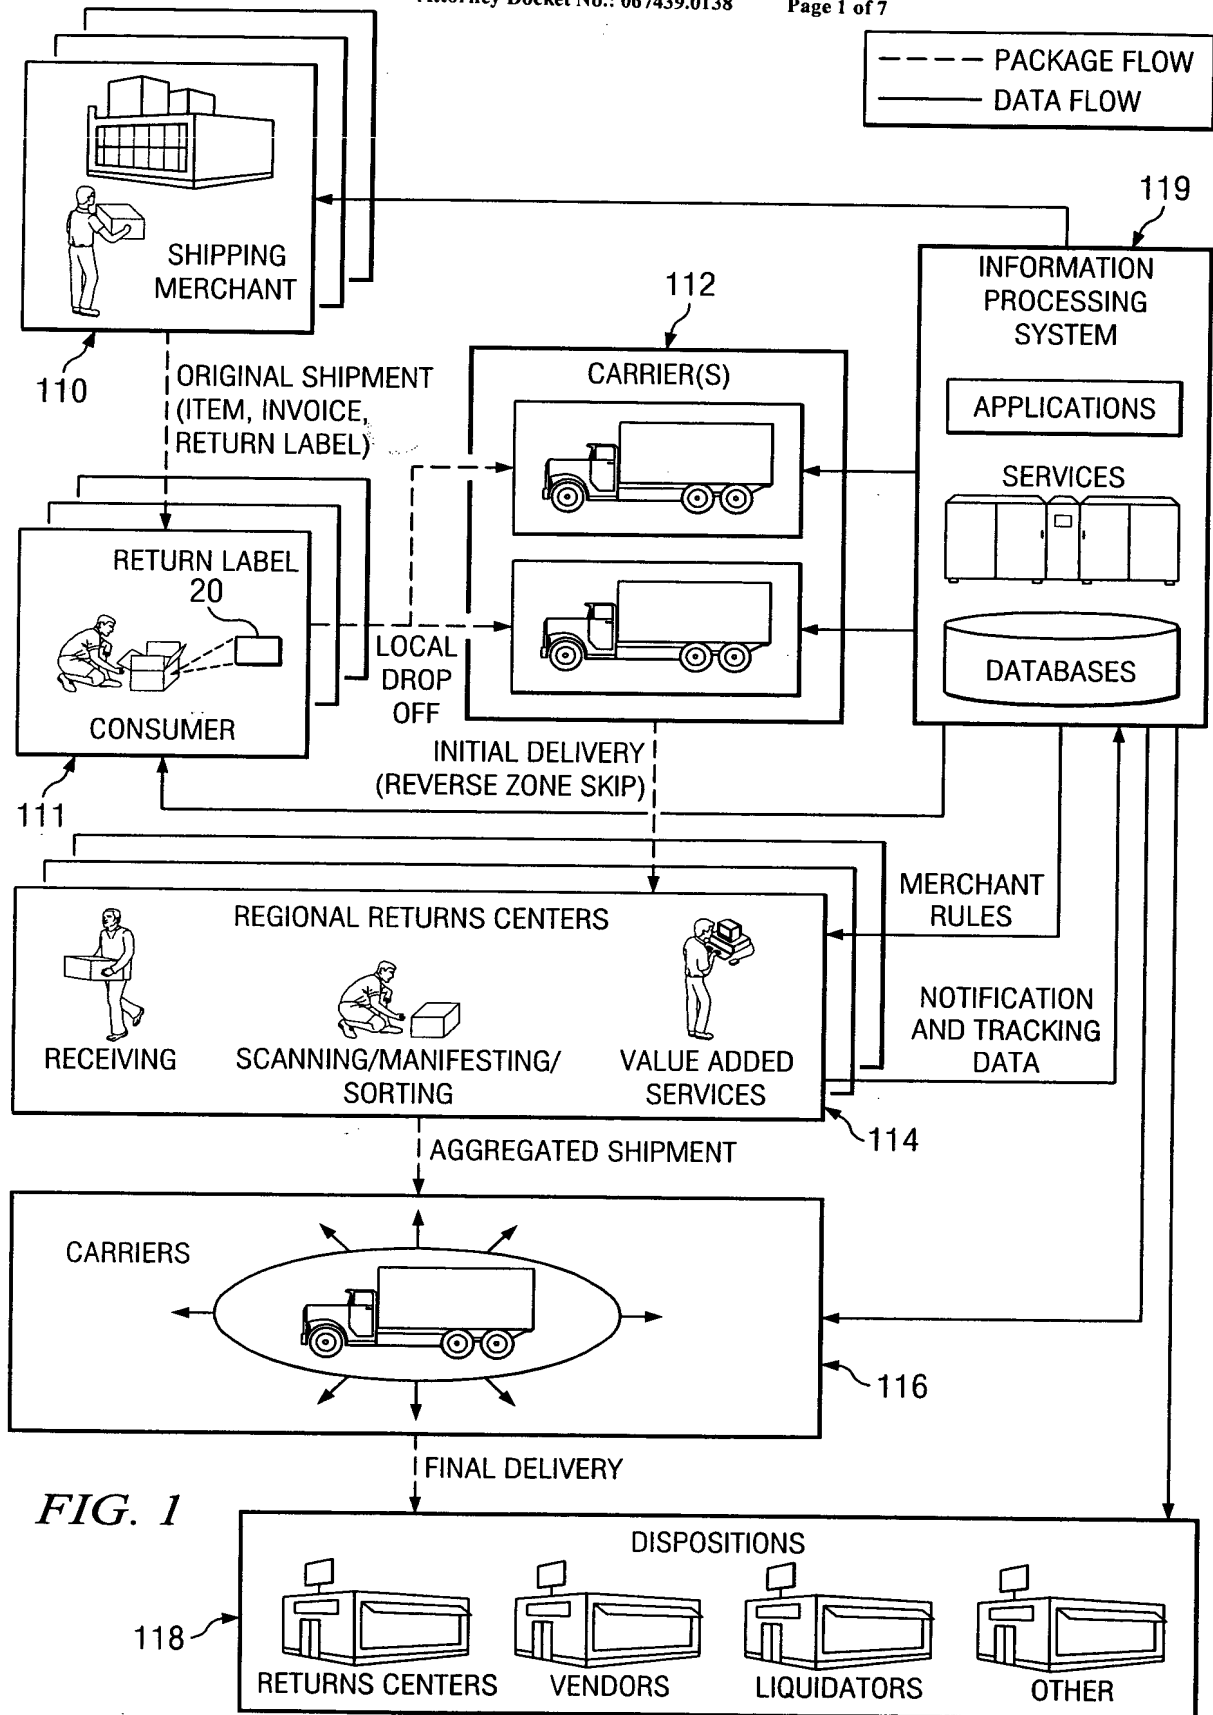 Attorney Docket No.: 067439.0138 Page 1 of 7
PACKAGE FLOW
DATA FLOW
119
SHIPPING
MERCHANT
110
ORIGINAL SHIPMENT
(ITEM, INVOICE,
RETURN LABEL)
112
CARRIER(S)
INFORMATION
PROCESSING
SYSTEM
APPLICATIONS
SERVICES
DATABASES
RETURN LABEL
20
CONSUMER
111
LOCAL
DROP
OFF
INITIAL DELIVERY
(REVERSE ZONE SKIP)
MERCHANT
RULES
REGIONAL RETURNS CENTERS
RECEIVING
SCANNING/MANIFESTING/
SORTING
VALUE ADDED
SERVICES
NOTIFICATION
AND TRACKING
DATA
114
AGGREGATED SHIPMENT
CARRIERS
116
FINAL DELIVERY
FIG. 1
DISPOSITIONS
118
RETURNS CENTERS
VENDORS
LIQUIDATORS
OTHER